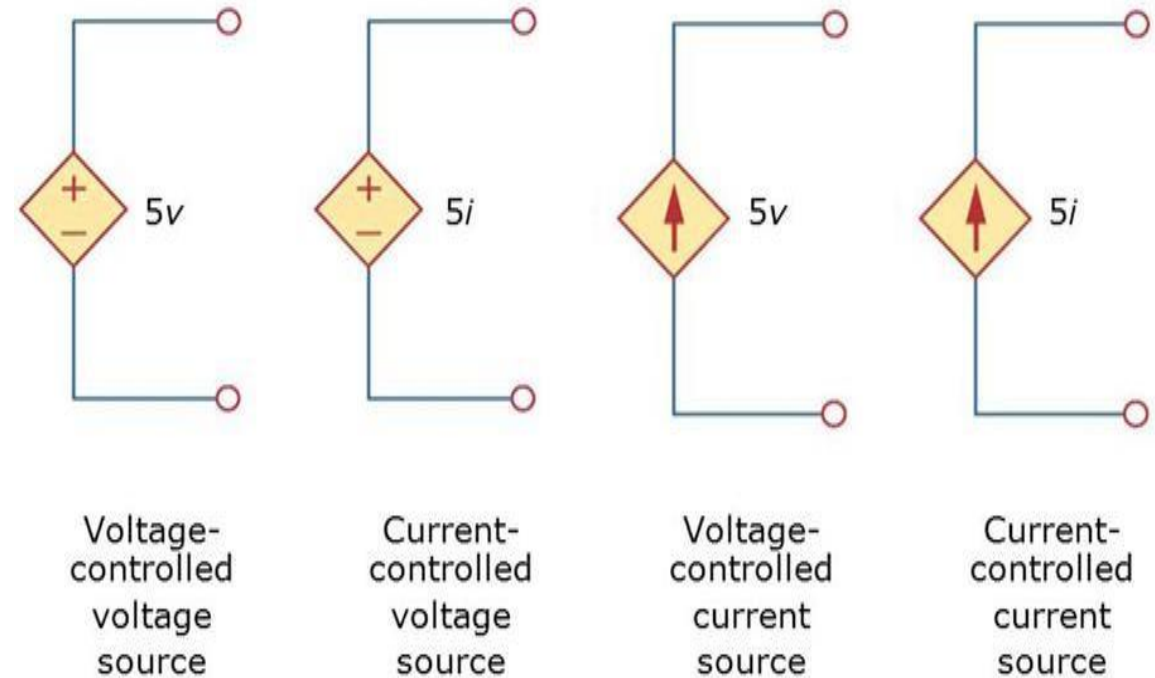 +
−
5v
+
−
5i
5v
5i
Voltage-
controlled
voltage
source
Current-
controlled
voltage
source
Voltage-
controlled
current
source
Current-
controlled
current
source